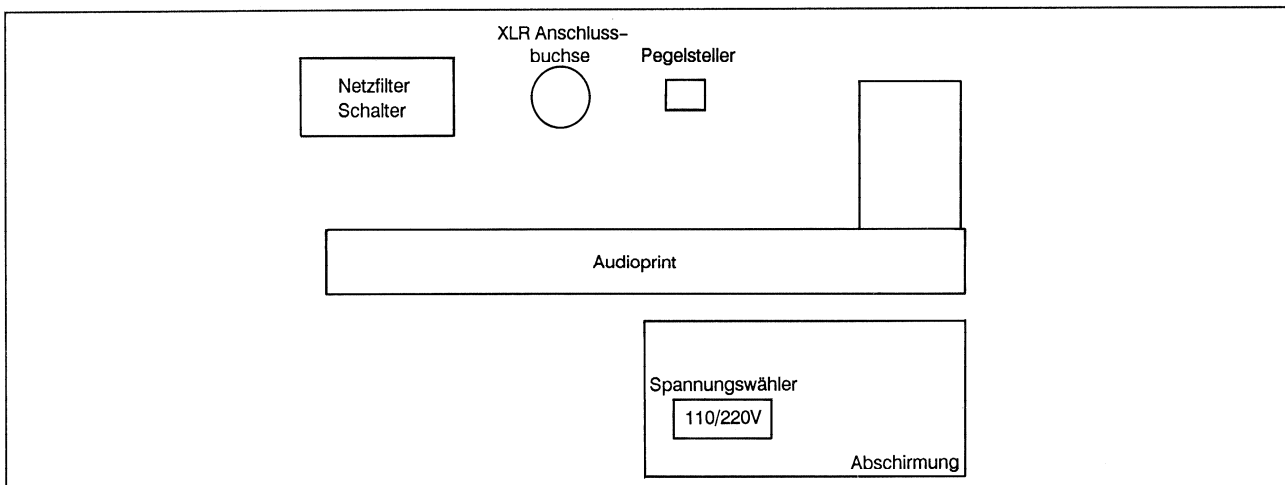 XLR Anschluss-
buchse
Pegelsteller
Netzfilter
Schalter
Audioprint
Spannungswähler
110/220V
Abschirmung